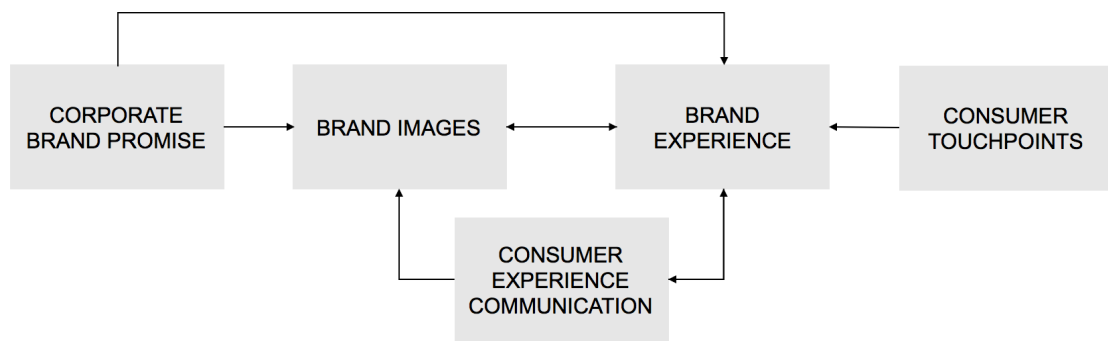 CORPORATE
BRAND PROMISE
BRAND IMAGES
BRAND
EXPERIENCE
CONSUMER
TOUCHPOINTS
CONSUMER
EXPERIENCE
COMMUNICATION